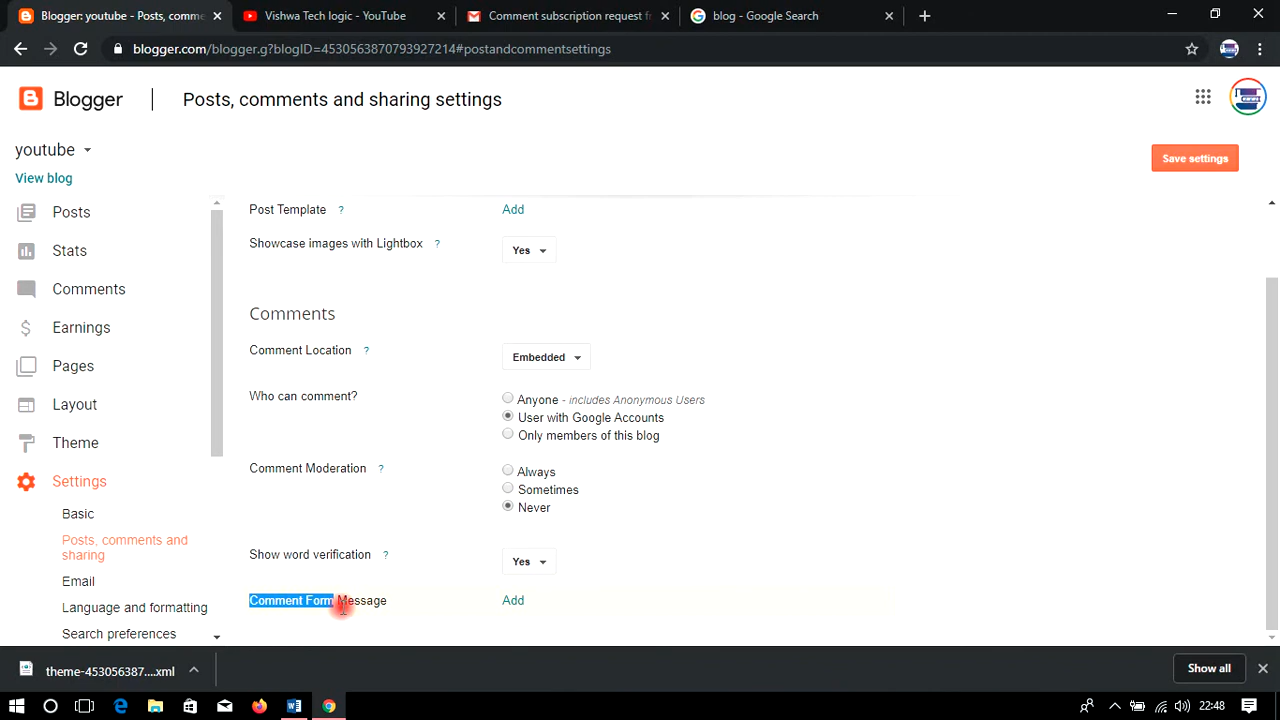 Blogger: youtube - Posts, comme
Vishwa Tech logic - YouTube
Comment subscription request fr
blog - Google Search
blogger.com/blogger.g?blogID=4530563870793927214#postandcommentsettings
Blogger
Posts, comments and sharing settings
youtube
View blog
Save settings
Posts
Stats
Comments
Earnings
Pages
Layout
Theme
Settings
Basic
Posts, comments and
sharing
Email
Language and formatting
Search preferences
Post Template ? Add
Showcase images with Lightbox ? Yes
Comments
Comment Location ? Embedded
Who can comment?
Anyone - includes Anonymous Users
User with Google Accounts
Only members of this blog
Comment Moderation ?
Always
Sometimes
Never
Show word verification ? Yes
Comment Form Message Add
theme-453056387....xml
Show all
22:48